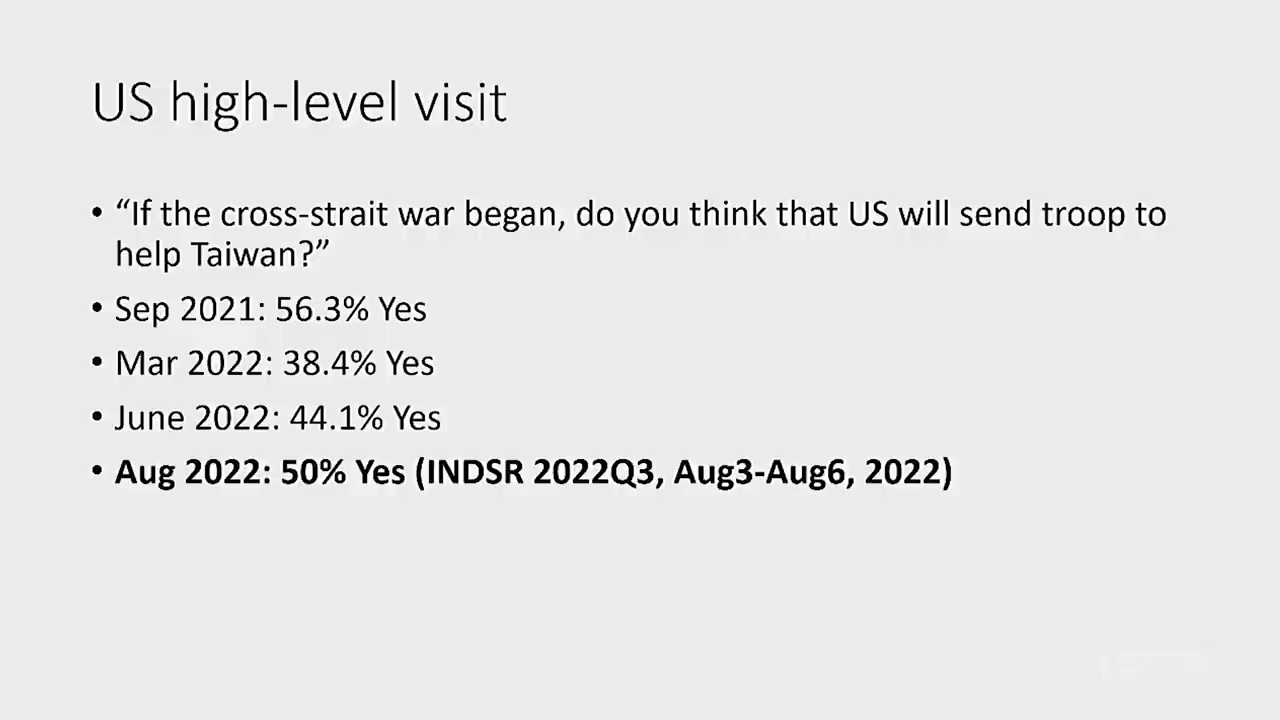 US high-level visit
• “If the cross-strait war began, do you think that US will send troop to
help Taiwan?”
• Sep 2021: 56.3% Yes
• Mar 2022: 38.4% Yes
• June 2022: 44.1% Yes
• Aug 2022: 50% Yes (INDSR 2022Q3, Aug3-Aug6, 2022)